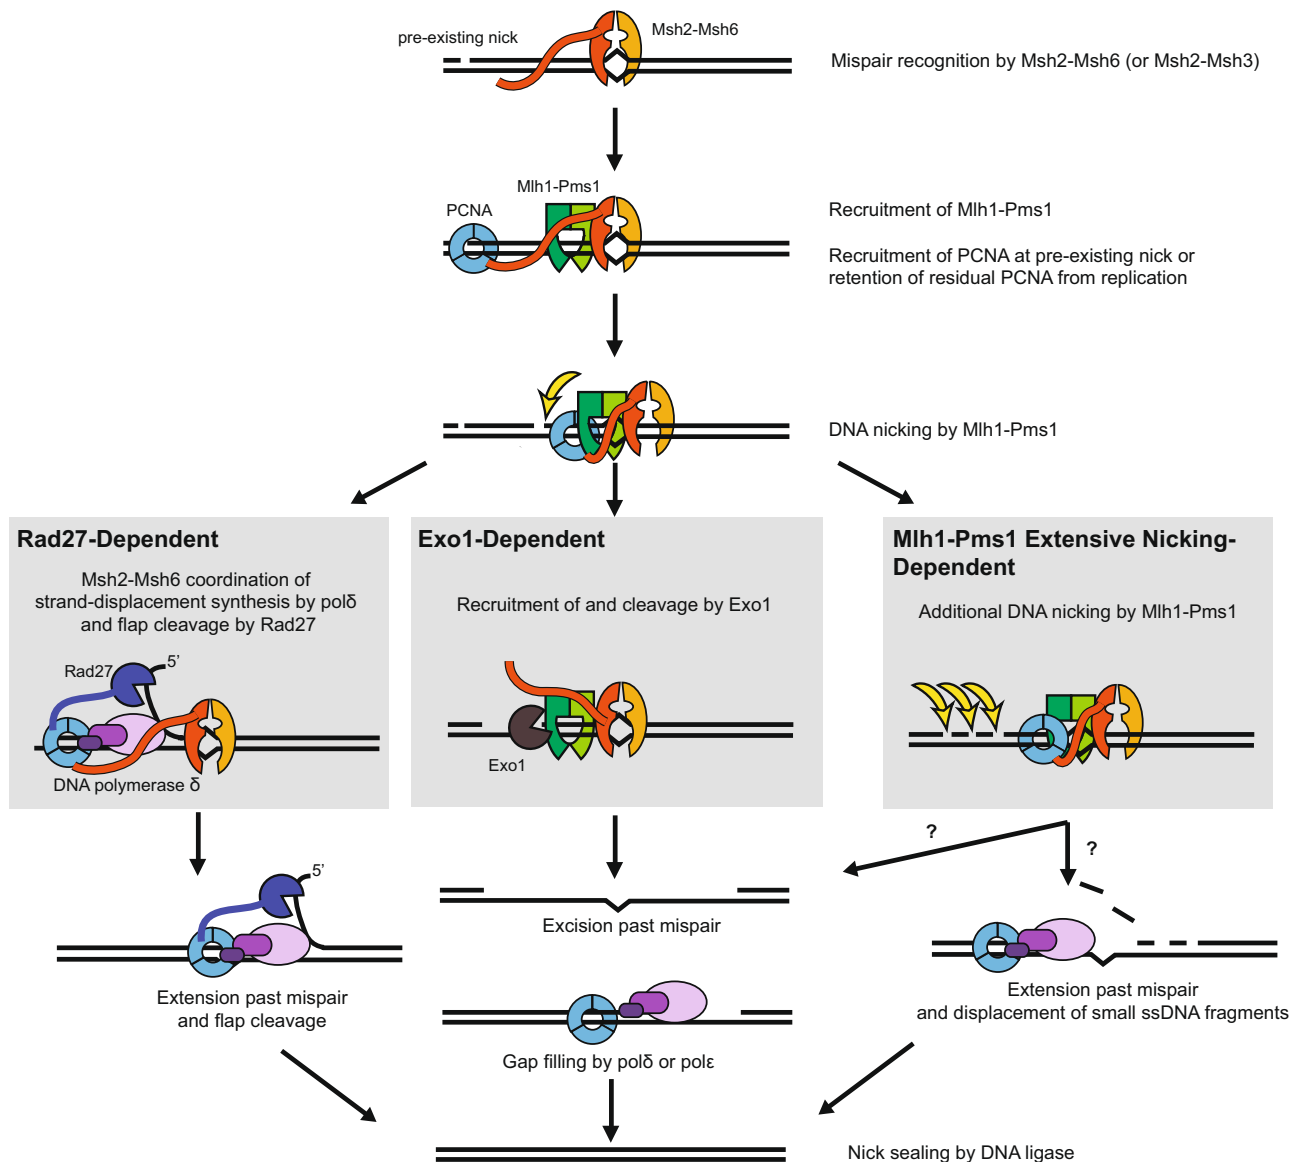 pre-existing nick
Msh2-Msh6
Mispair recognition by Msh2-Msh6 (or Msh2-Msh3)
Mlh1-Pms1
PCNA
Recruitment of Mlh1-Pms1
Recruitment of PCNA at pre-existing nick or
retention of residual PCNA from replication
DNA nicking by Mlh1-Pms1
Rad27-Dependent
Msh2-Msh6 coordination of
strand-displacement synthesis by polδ
and flap cleavage by Rad27
Rad27
5’
DNA polymerase δ
Exo1-Dependent
Recruitment of and cleavage by Exo1
Exo1
Mlh1-Pms1 Extensive Nicking-
Dependent
Additional DNA nicking by Mlh1-Pms1
?
?
5’
Extension past mispair
and flap cleavage
Excision past mispair
Gap filling by polδ or polε
Extension past mispair
and displacement of small ssDNA fragments
Nick sealing by DNA ligase